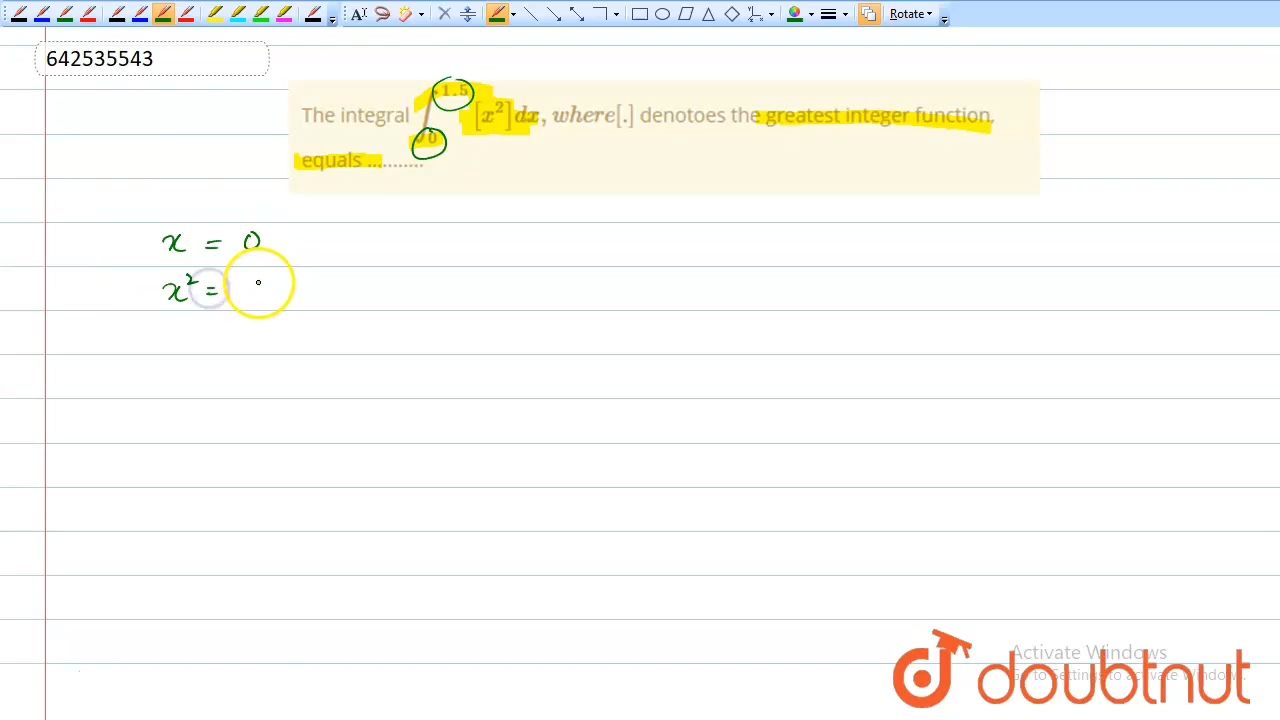 Rotate
642535543
The integral ∫₀^1.5 [x²]dx, where[.] denotoes the greatest integer function,
equals ...........
x = 0
x² =
Activate Windows
Go to Settings to activate Windows.
doubtnut